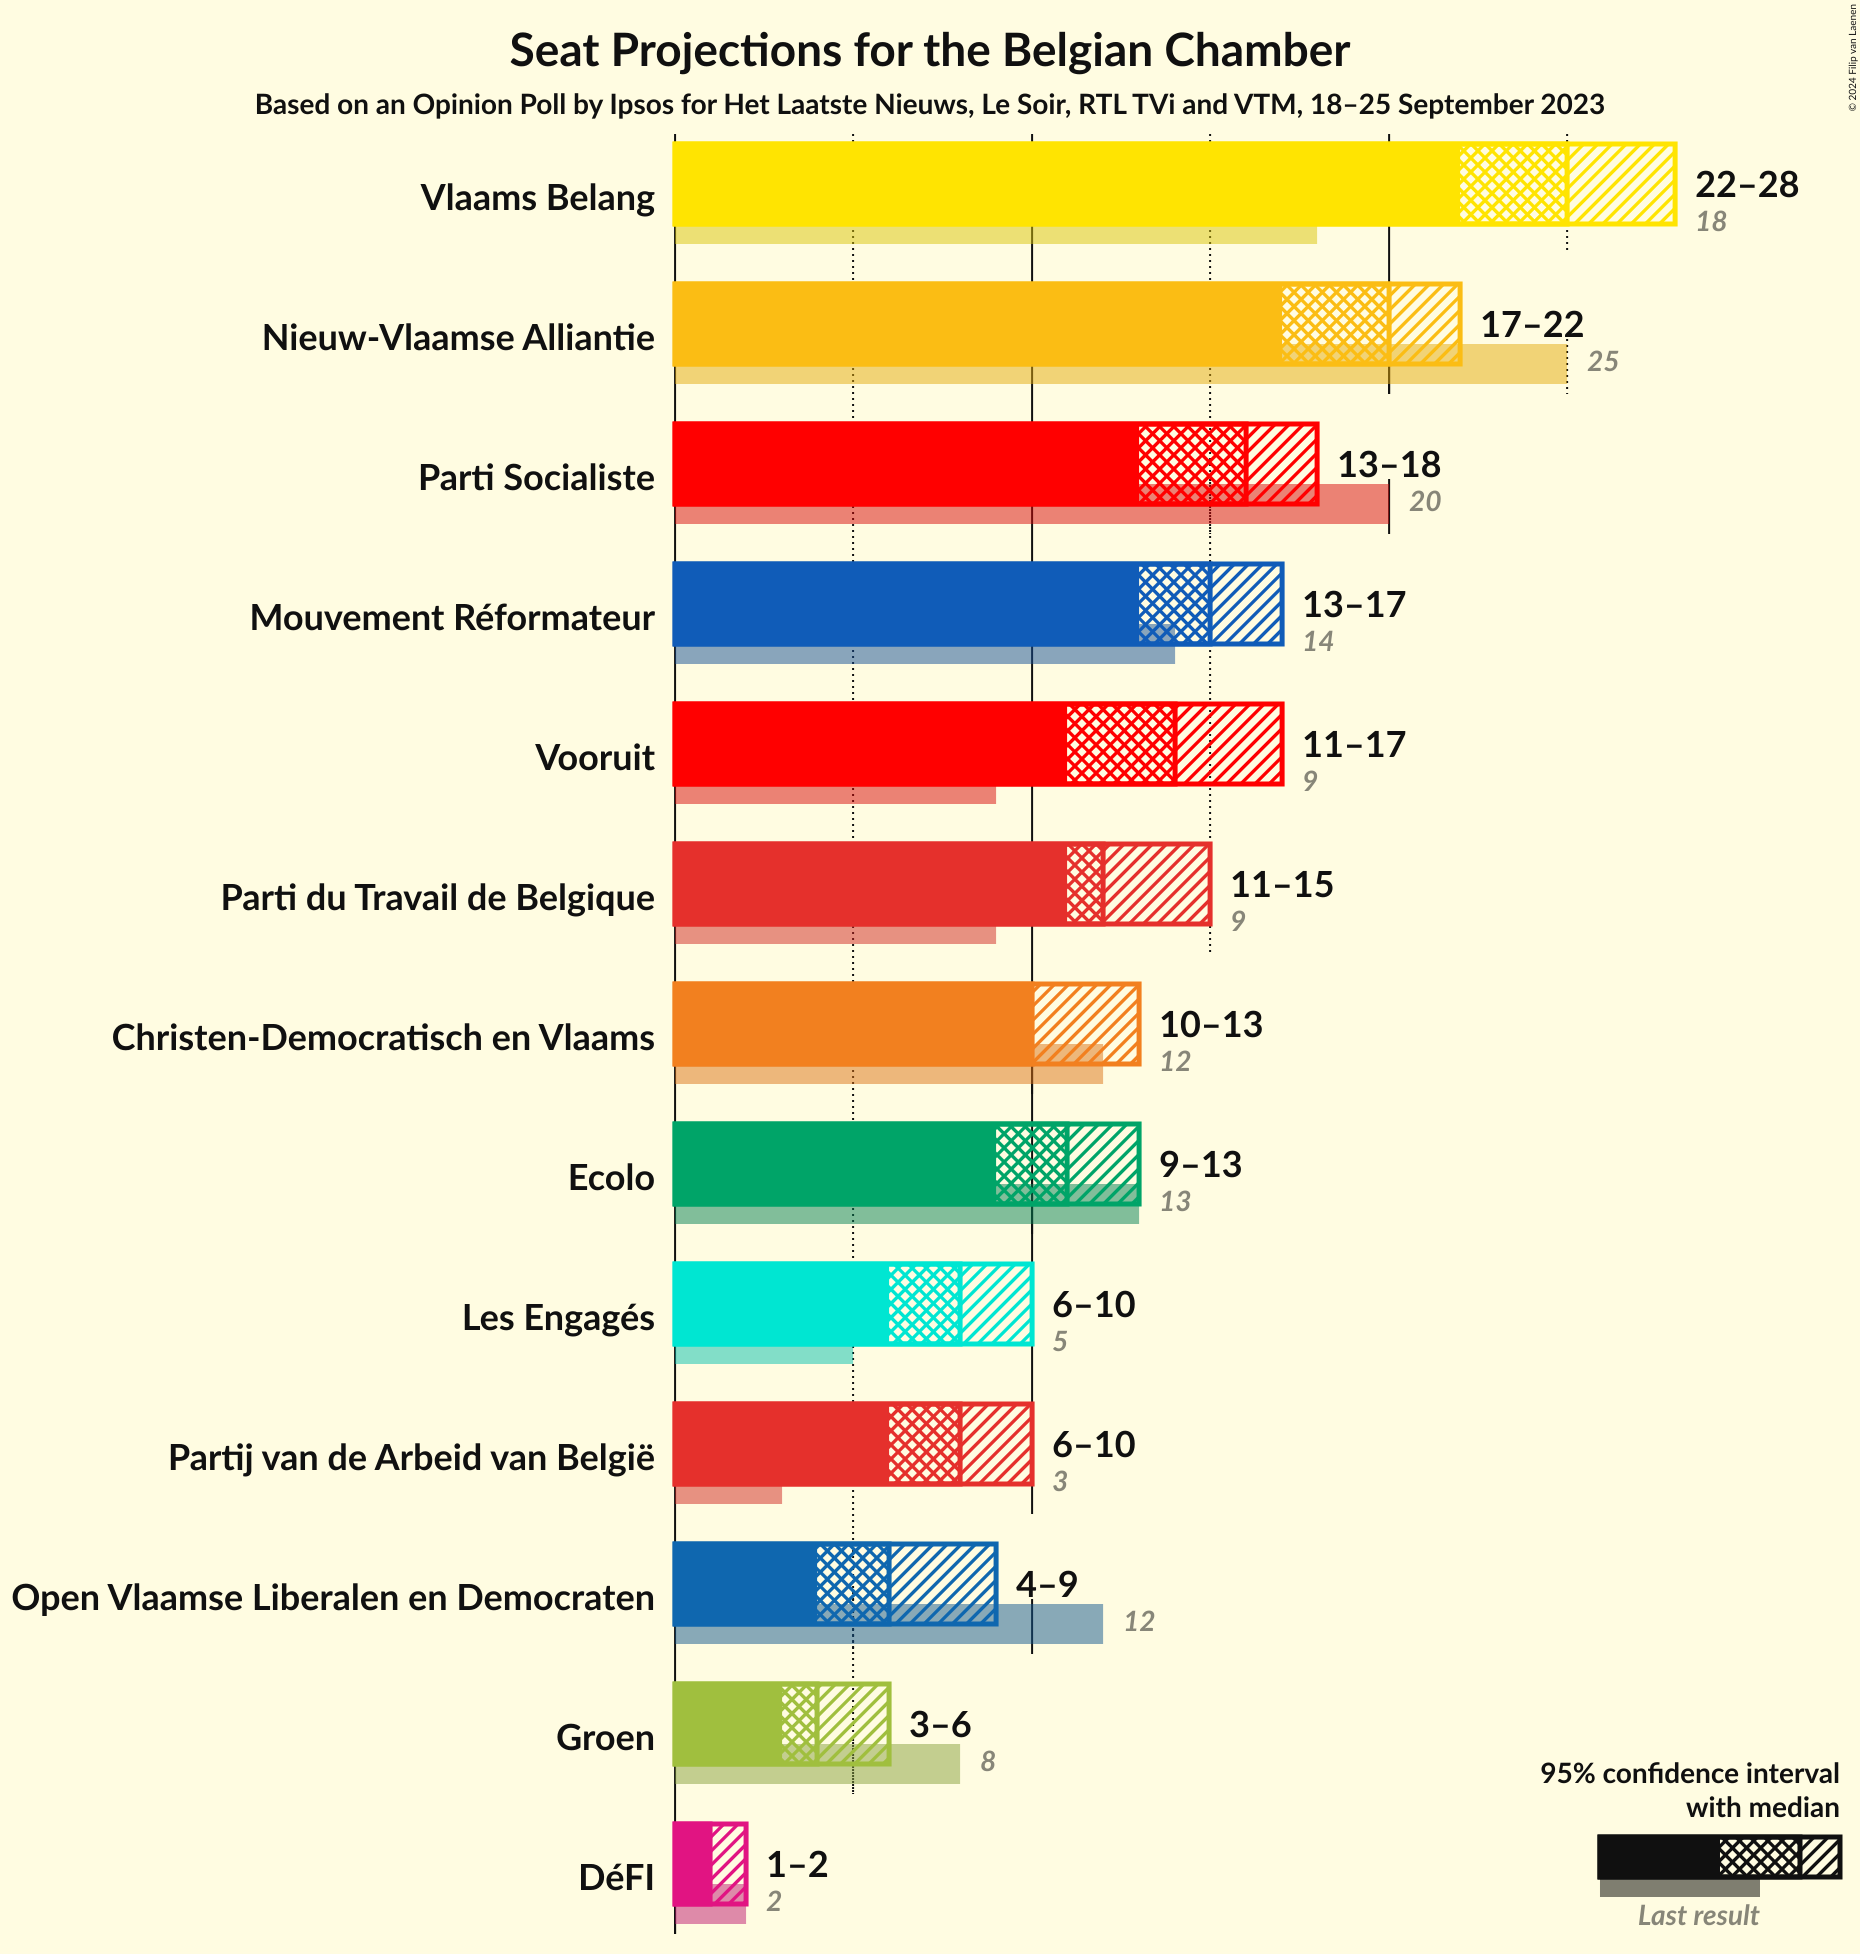 Seat Projections for the Belgian Chamber
Based on an Opinion Poll by Ipsos for Het Laatste Nieuws, Le Soir, RTL TVi and VTM, 18–25 September 2023
© 2024 Filip van Laenen
Vlaams Belang
22–28
18
Nieuw-Vlaamse Alliantie
17–22
25
Parti Socialiste
13–18
20
Mouvement Réformateur
13–17
14
Vooruit
11–17
9
Parti du Travail de Belgique
11–15
9
Christen-Democratisch en Vlaams
10–13
12
Ecolo
9–13
13
Les Engagés
6–10
5
Partij van de Arbeid van België
6–10
3
Open Vlaamse Liberalen en Democraten
4–9
12
Groen
3–6
8
DéFI
1–2
2
95% confidence interval
with median
Last result